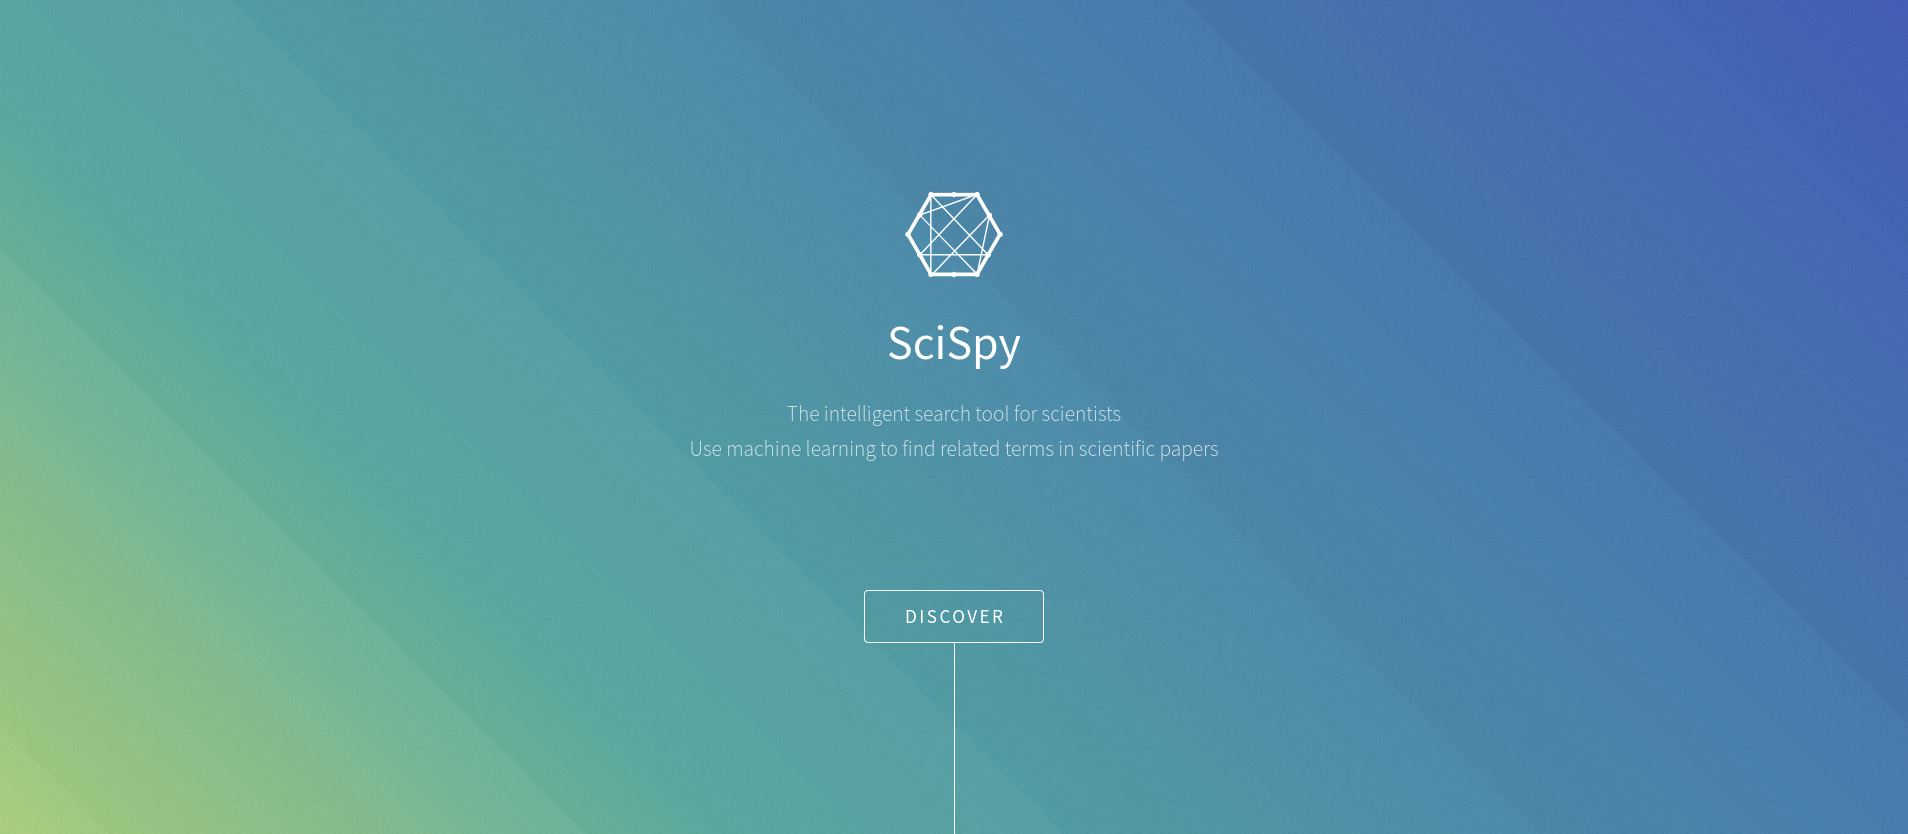 SciSpy
The intelligent search tool for scientists
Use machine learning to find related terms in scientific papers
DISCOVER